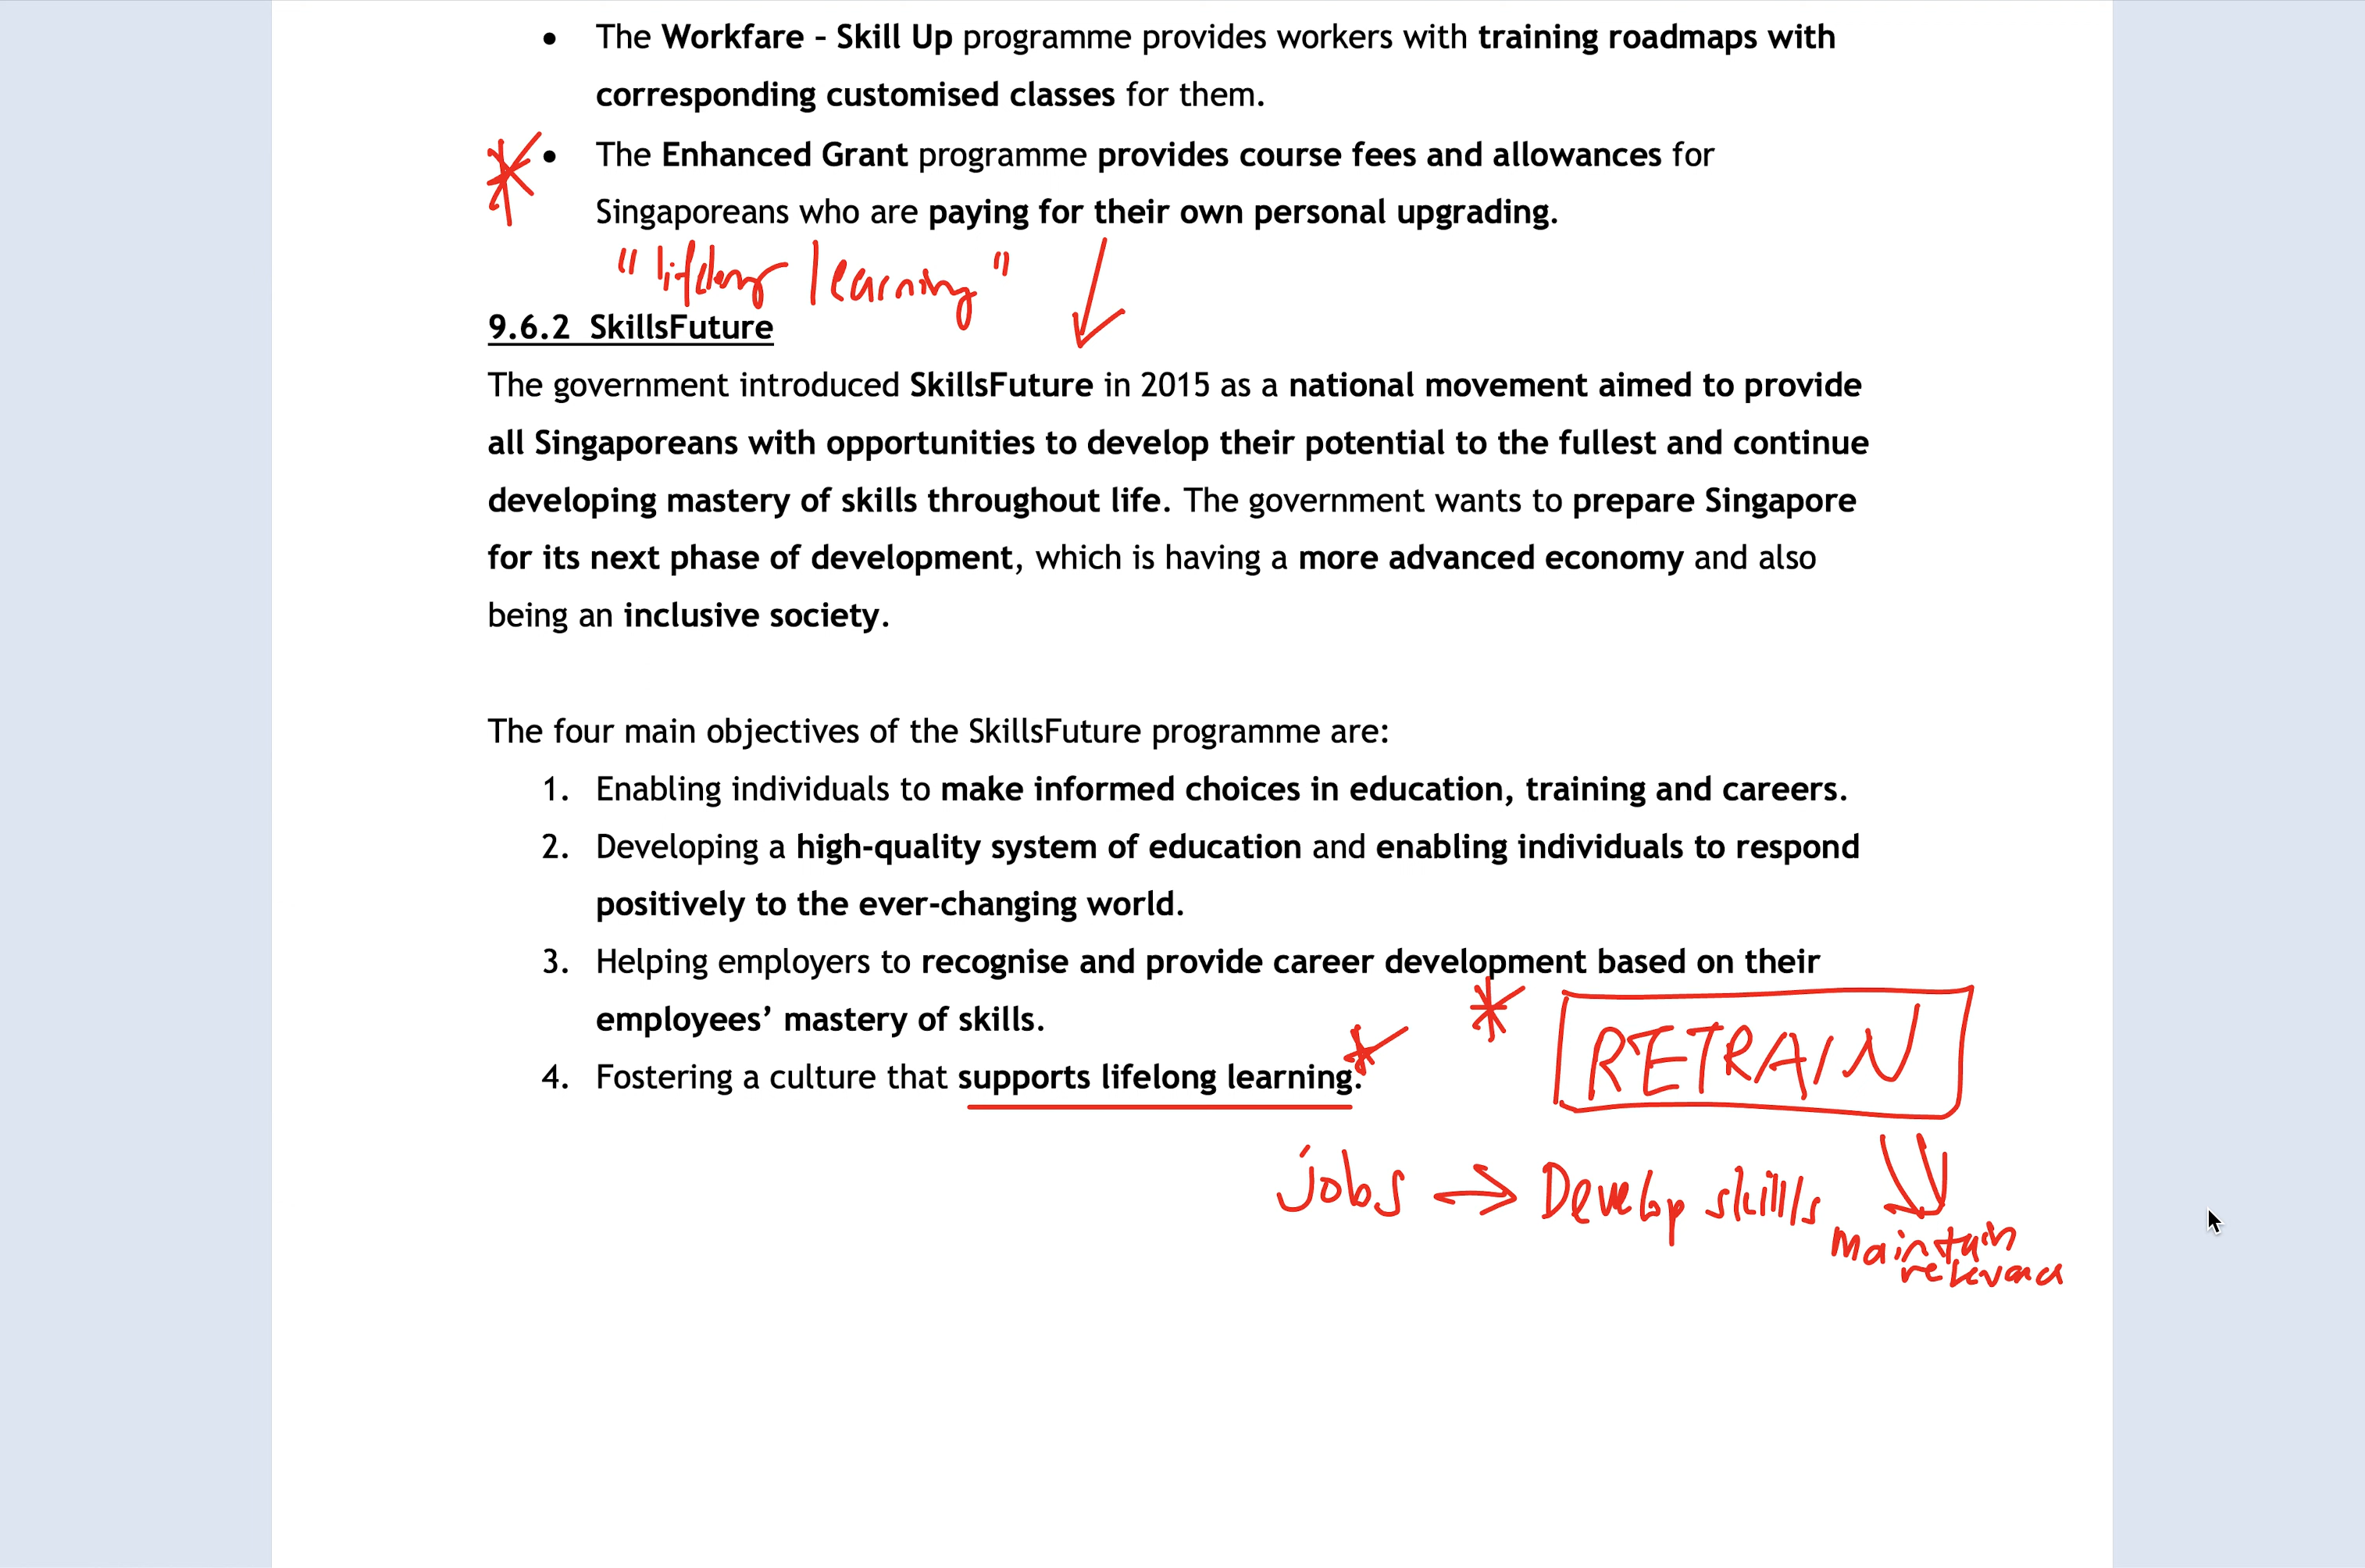 • The Workfare – Skill Up programme provides workers with training roadmaps with
corresponding customised classes for them.
• The Enhanced Grant programme provides course fees and allowances for
Singaporeans who are paying for their own personal upgrading.
"lifelong learning"
9.6.2 SkillsFuture
The government introduced SkillsFuture in 2015 as a national movement aimed to provide
all Singaporeans with opportunities to develop their potential to the fullest and continue
developing mastery of skills throughout life. The government wants to prepare Singapore
for its next phase of development, which is having a more advanced economy and also
being an inclusive society.
The four main objectives of the SkillsFuture programme are:
1. Enabling individuals to make informed choices in education, training and careers.
2. Developing a high-quality system of education and enabling individuals to respond
positively to the ever-changing world.
3. Helping employers to recognise and provide career development based on their
employees’ mastery of skills.
4. Fostering a culture that supports lifelong learning.
RETRAIN
jobs → Develop skills
maintain
relevance